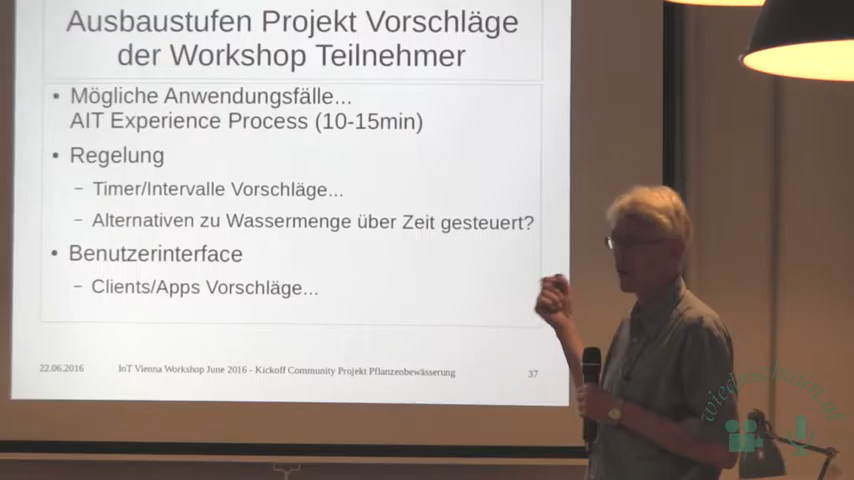 Ausbaustufen Projekt Vorschläge
der Workshop Teilnehmer
• Mögliche Anwendungsfälle...
AIT Experience Process (10-15min)
• Regelung
– Timer/Intervalle Vorschläge...
– Alternativen zu Wassermenge über Zeit gesteuert?
• Benutzerinterface
– Clients/Apps Vorschläge...
22.06.2016 IoT Vienna Workshop June 2016 - Kickoff Community Projekt Pflanzenbewässerung 37
wiederschauen.at